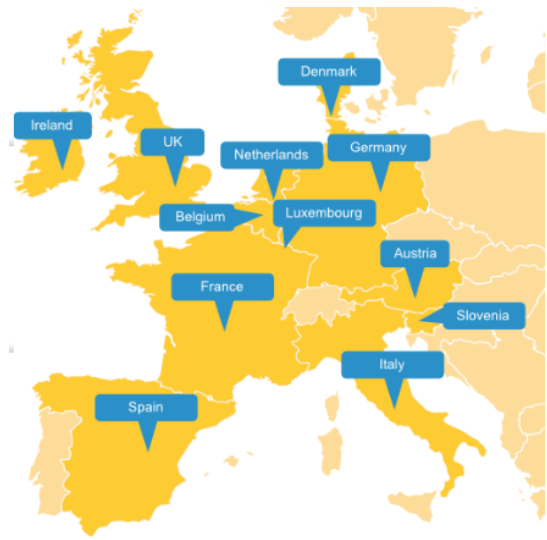 Denmark
Ireland
UK
Netherlands
Germany
Belgium
Luxembourg
Austria
France
Slovenia
Italy
Spain